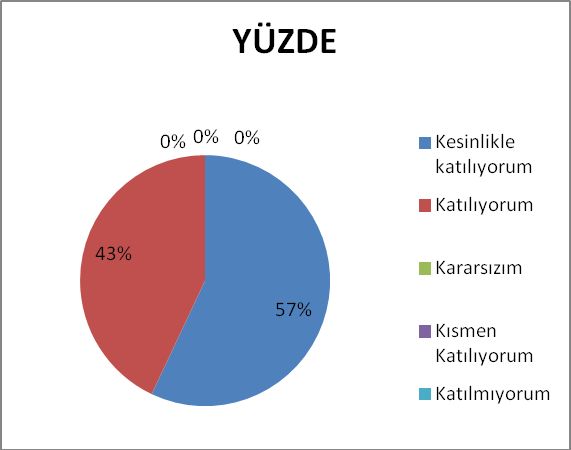 YÜZDE
0% 0% 0%
43%
57%
Kesinlikle
katılıyorum
Katılıyorum
Kararsızım
Kısmen
Katılıyorum
Katılmıyorum